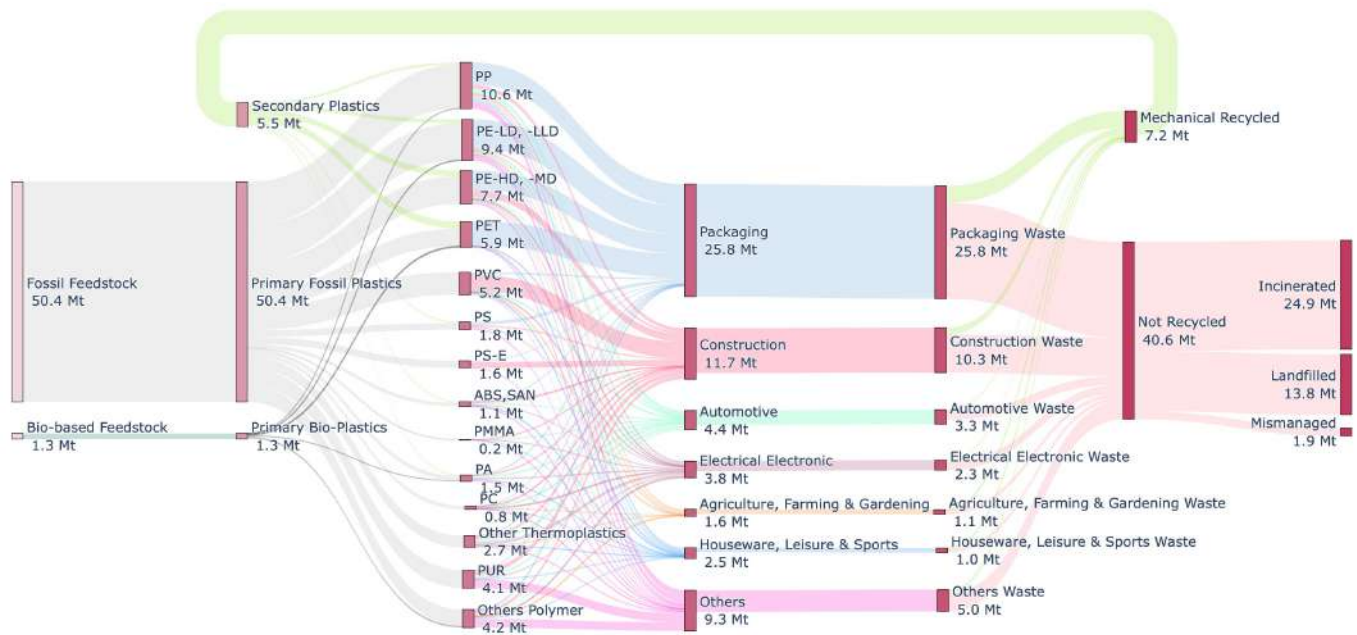 Secondary Plastics
5.5 Mt
Fossil Feedstock
50.4 Mt
Primary Fossil Plastics
50.4 Mt
Bio-based Feedstock
1.3 Mt
Primary Bio-Plastics
1.3 Mt
PP
10.6 Mt
PE-LD, -LLD
9.4 Mt
PE-HD, -MD
7.7 Mt
PET
5.9 Mt
PVC
5.2 Mt
PS
1.8 Mt
PS-E
1.6 Mt
ABS,SAN
1.1 Mt
PMMA
0.2 Mt
PA
1.5 Mt
PC
0.8 Mt
Other Thermoplastics
2.7 Mt
PUR
4.1 Mt
Others Polymer
4.2 Mt
Packaging
25.8 Mt
Construction
11.7 Mt
Automotive
4.4 Mt
Electrical Electronic
3.8 Mt
Agriculture, Farming & Gardening
1.6 Mt
Houseware, Leisure & Sports
2.5 Mt
Others
9.3 Mt
Packaging Waste
25.8 Mt
Construction Waste
10.3 Mt
Automotive Waste
3.3 Mt
Electrical Electronic Waste
2.3 Mt
Agriculture, Farming & Gardening Waste
1.1 Mt
Houseware, Leisure & Sports Waste
1.0 Mt
Others Waste
5.0 Mt
Mechanical Recycled
7.2 Mt
Not Recycled
40.6 Mt
Incinerated
24.9 Mt
Landfilled
13.8 Mt
Mismanaged
1.9 Mt